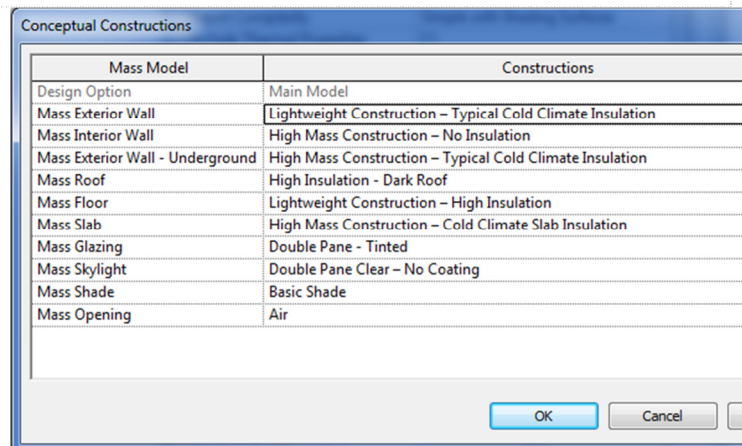 Conceptual Constructions
Mass Model Constructions
Design Option Main Model
Mass Exterior Wall Lightweight Construction – Typical Cold Climate Insulation
Mass Interior Wall High Mass Construction – No Insulation
Mass Exterior Wall - Underground High Mass Construction – Typical Cold Climate Insulation
Mass Roof High Insulation - Dark Roof
Mass Floor Lightweight Construction – High Insulation
Mass Slab High Mass Construction – Cold Climate Slab Insulation
Mass Glazing Double Pane - Tinted
Mass Skylight Double Pane Clear – No Coating
Mass Shade Basic Shade
Mass Opening Air
OK Cancel